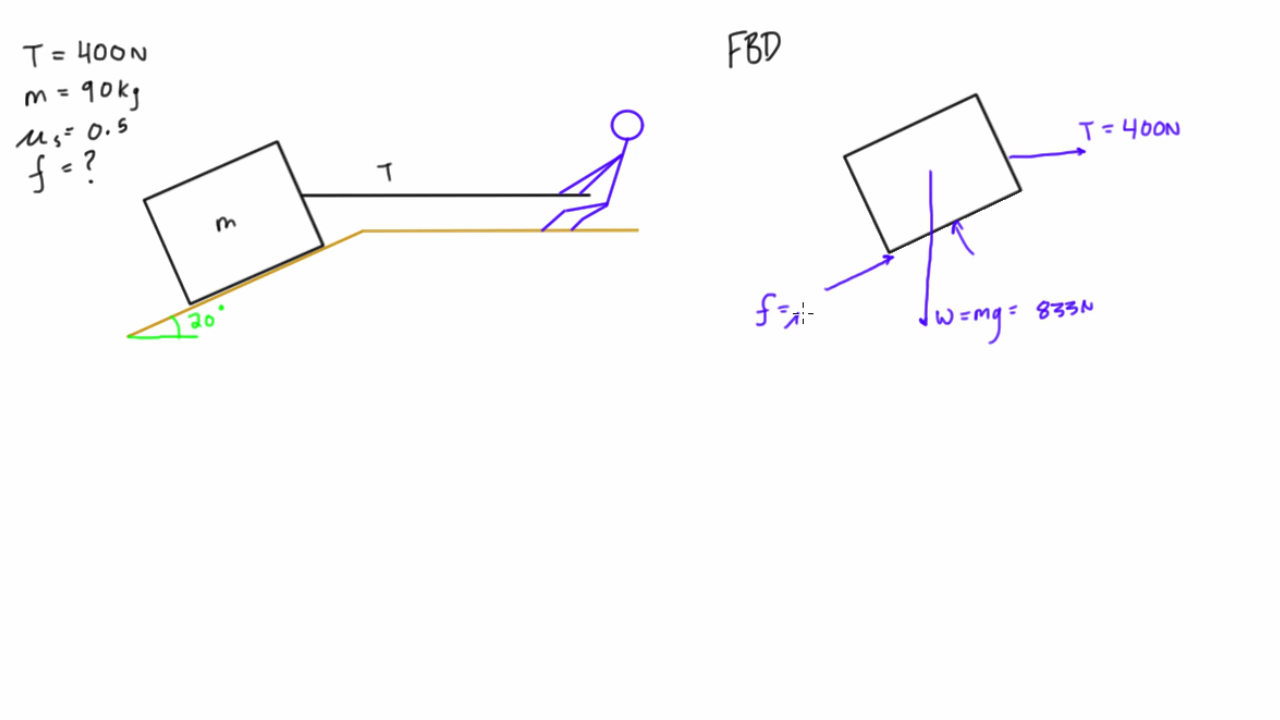 T = 400N
m = 90kg
μs = 0.5
f = ?
T
m
20°
FBD
T = 400N
f = μ
w = mg = 833N